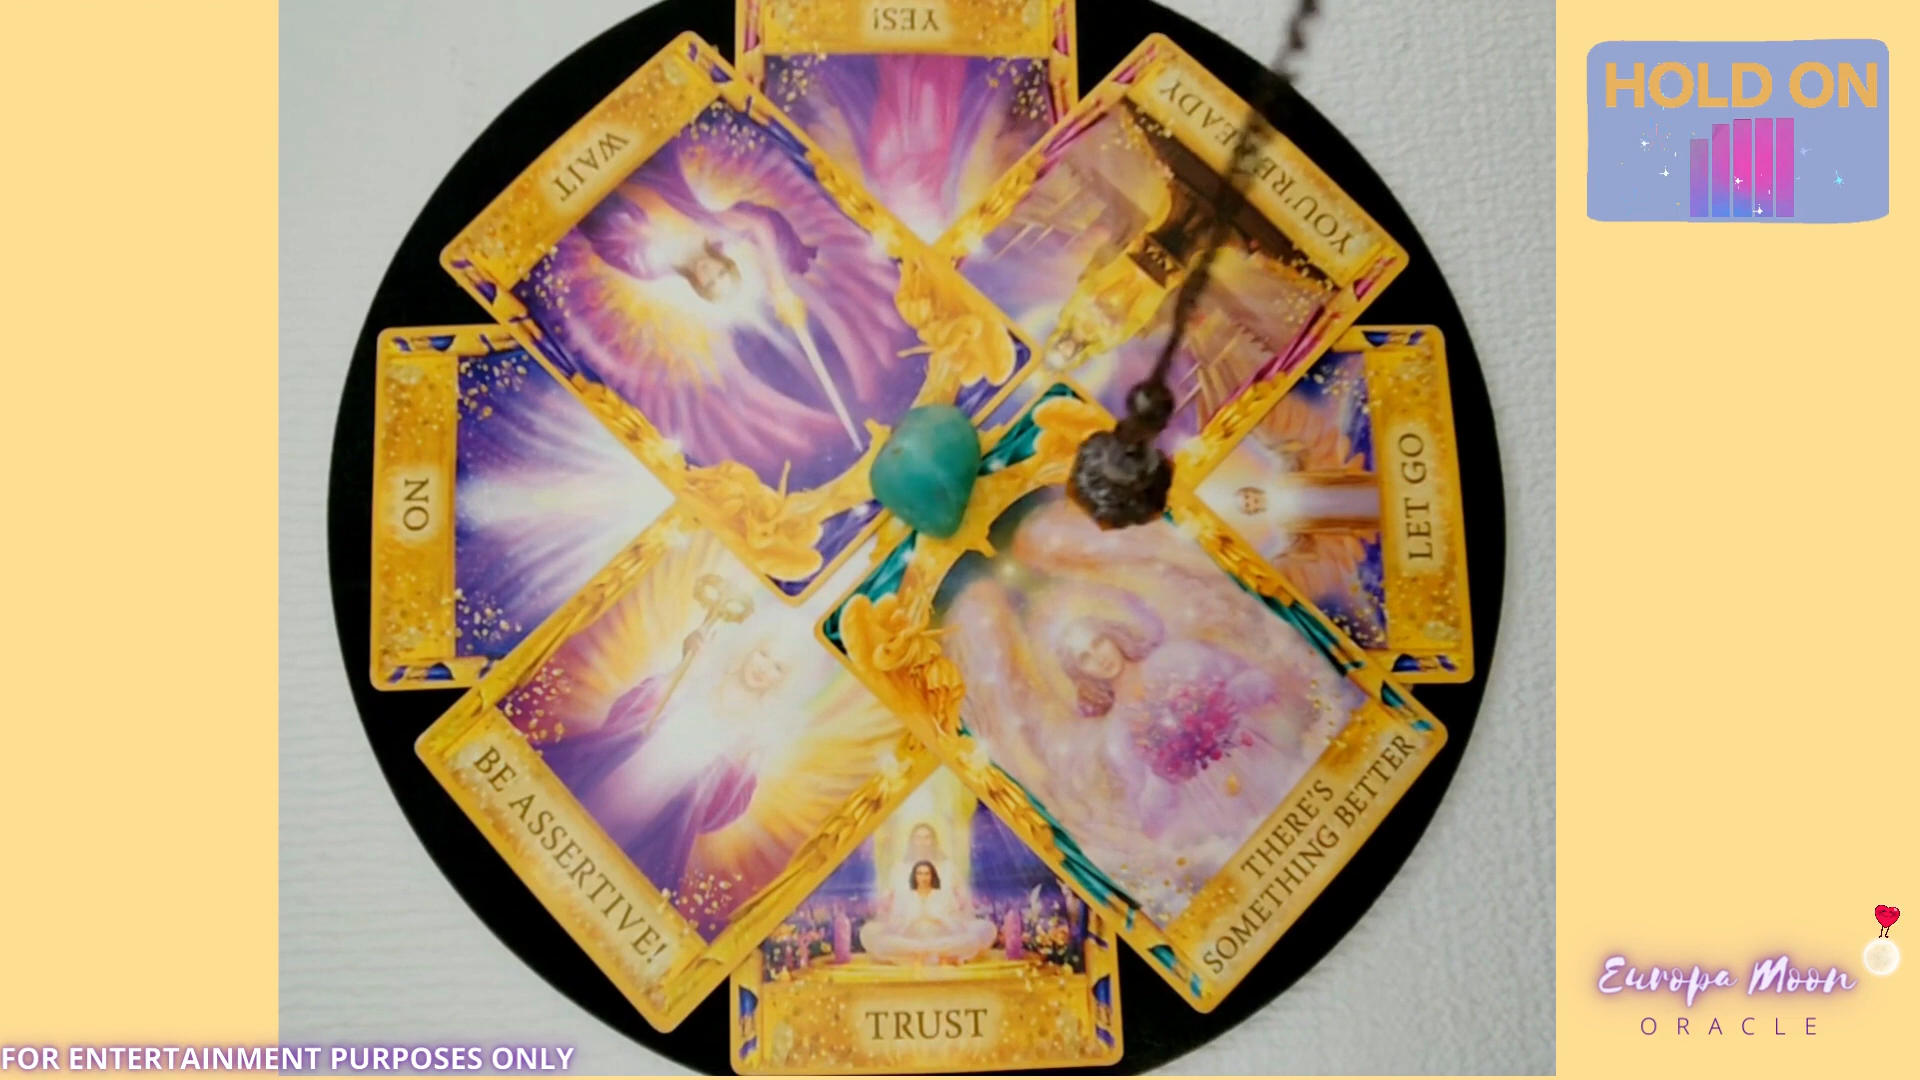 YES!
HOLD ON
WAIT
YOU'RE READY
NO
LET GO
BE ASSERTIVE!
THERE'S
SOMETHING BETTER
TRUST
Europa Moon
ORACLE
FOR ENTERTAINMENT PURPOSES ONLY